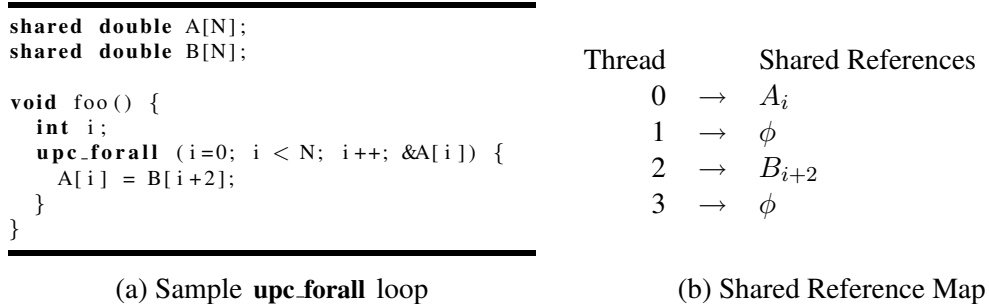 shared double A[N];
shared double B[N];
void foo() {
int i;
upc_forall (i=0; i < N; i++; &A[i]) {
A[i] = B[i+2];
}
}
(a) Sample upc_forall loop
Thread Shared References
0 → A_i
1 → ϕ
2 → B_{i+2}
3 → ϕ
(b) Shared Reference Map